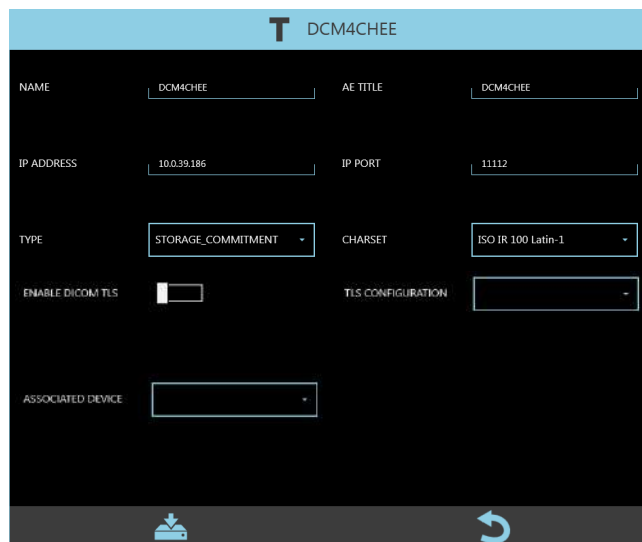 T DCM4CHEE
NAME DCM4CHEE AE TITLE DCM4CHEE
IP ADDRESS 10.0.39.186 IP PORT 11112
TYPE STORAGE_COMMITMENT CHARSET ISO IR 100 Latin-1
ENABLE DICOM TLS TLS CONFIGURATION
ASSOCIATED DEVICE